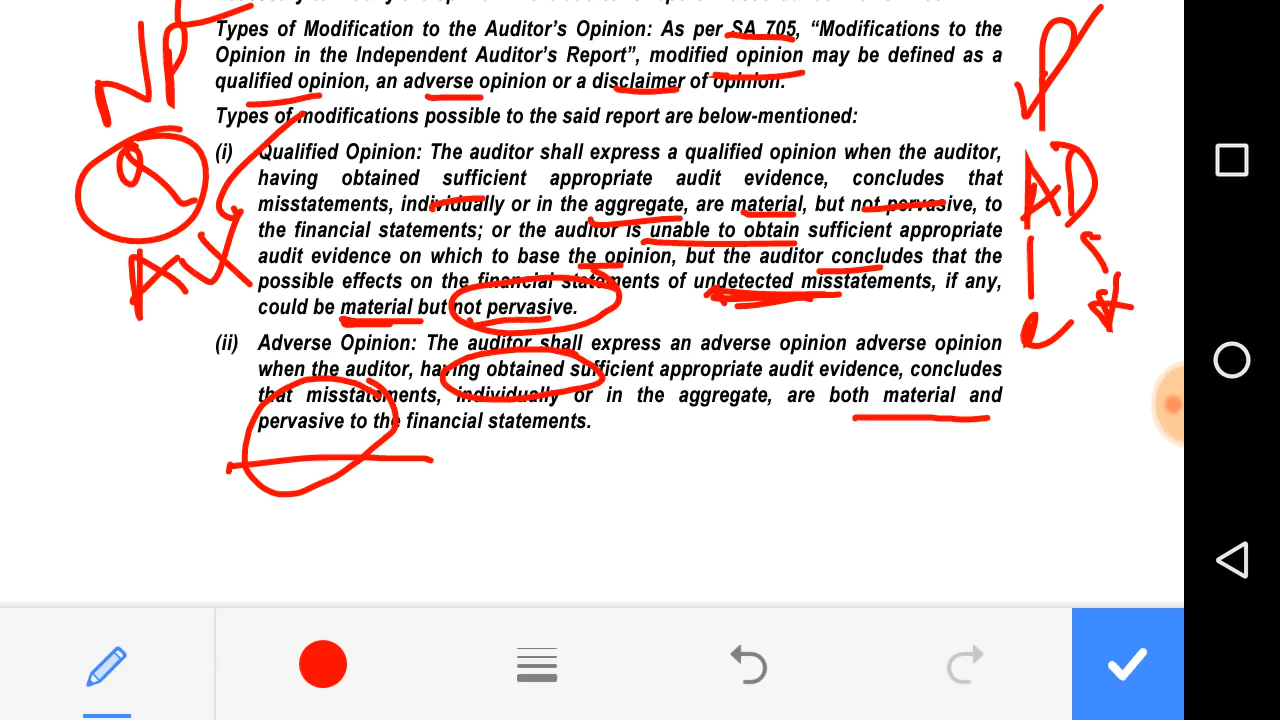 Types of Modification to the Auditor's Opinion: As per SA 705, “Modifications to the
Opinion in the Independent Auditor's Report”, modified opinion may be defined as a
qualified opinion, an adverse opinion or a disclaimer of opinion.
Types of modifications possible to the said report are below-mentioned:
(i) Qualified Opinion: The auditor shall express a qualified opinion when the auditor,
having obtained sufficient appropriate audit evidence, concludes that
misstatements, individually or in the aggregate, are material, but not pervasive, to
the financial statements; or the auditor is unable to obtain sufficient appropriate
audit evidence on which to base the opinion, but the auditor concludes that the
possible effects on the financial statements of undetected misstatements, if any,
could be material but not pervasive.
(ii) Adverse Opinion: The auditor shall express an adverse opinion adverse opinion
when the auditor, having obtained sufficient appropriate audit evidence, concludes
that misstatements, individually or in the aggregate, are both material and
pervasive to the financial statements.
NP
Q
A
P
AD